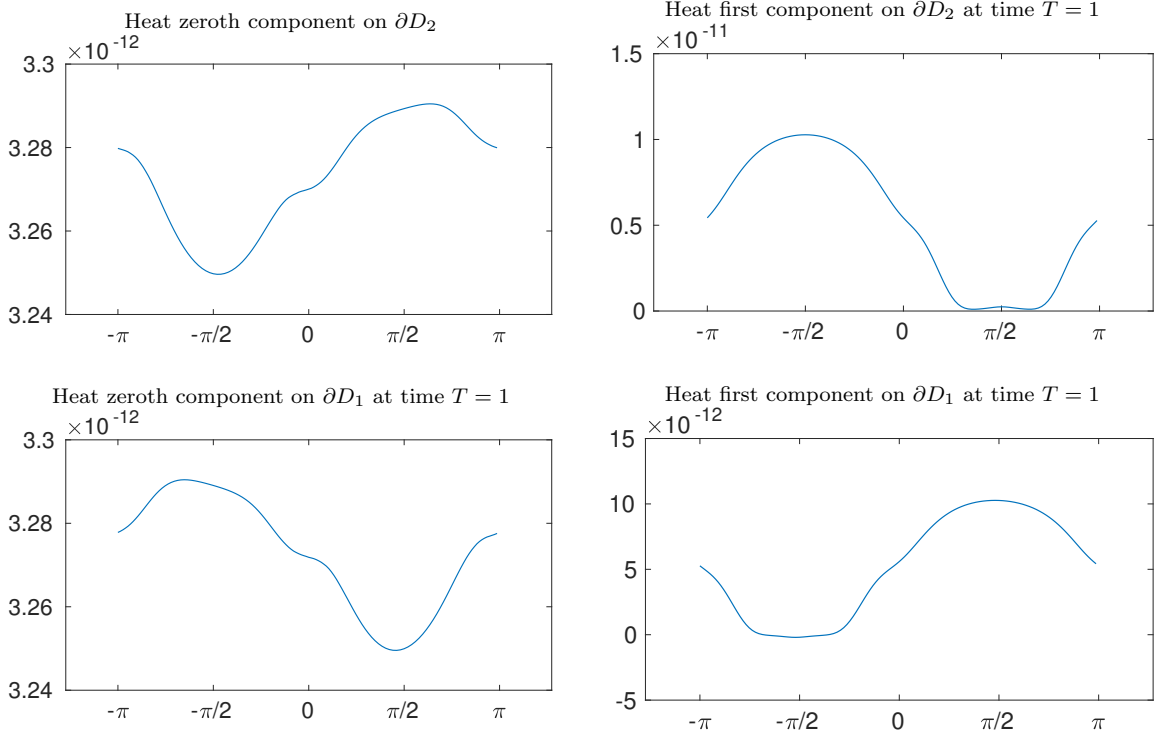 Heat zeroth component on ∂D₂
×10⁻¹²
3.3
3.28
3.26
3.24
-π -π/2 0 π/2 π
Heat first component on ∂D₂ at time T = 1
×10⁻¹¹
1.5
1
0.5
0
-π -π/2 0 π/2 π
Heat zeroth component on ∂D₁ at time T = 1
×10⁻¹²
3.3
3.28
3.26
3.24
-π -π/2 0 π/2 π
Heat first component on ∂D₁ at time T = 1
×10⁻¹²
15
10
5
0
-5
-π -π/2 0 π/2 π